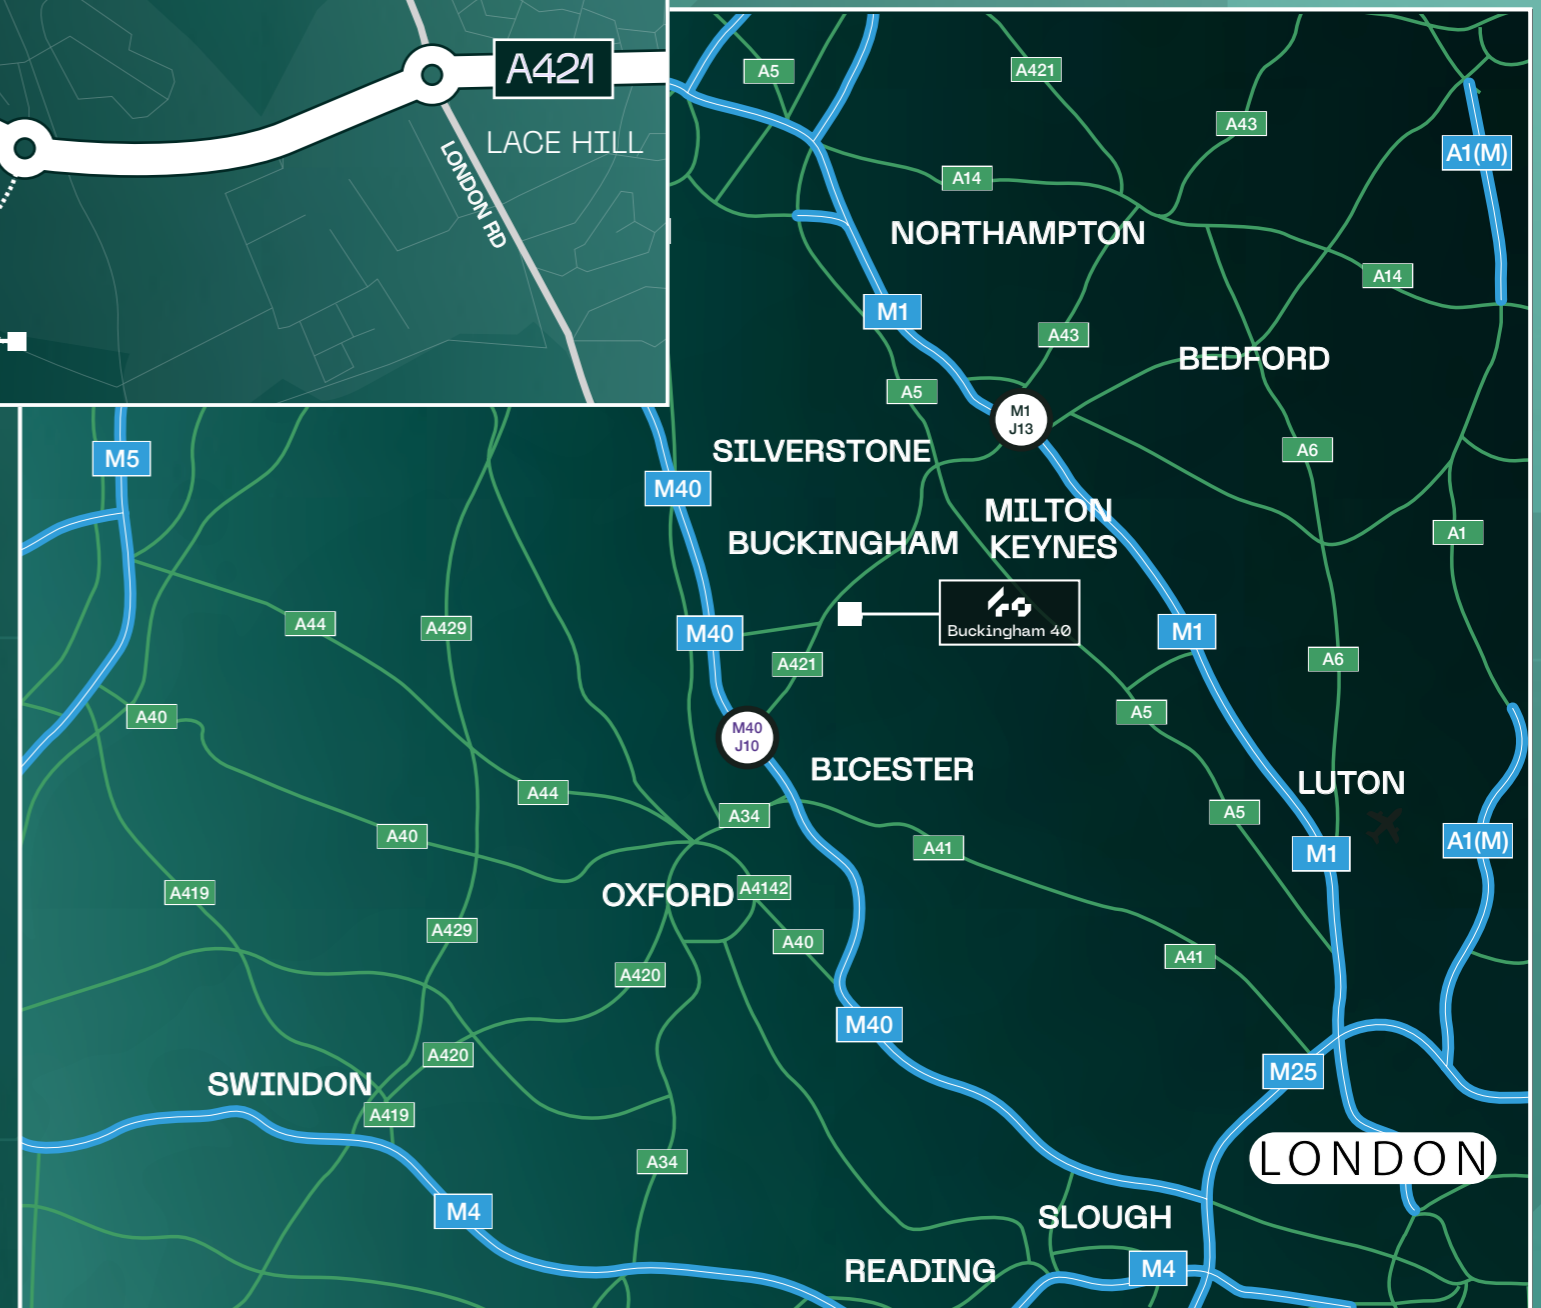 A421
LACE HILL
LONDON RD
A5
A421
A43
A1(M)
A14
NORTHAMPTON
A14
M1
A43
BEDFORD
A5
M1
J13
SILVERSTONE
A6
M5
M40
MILTON
KEYNES
A1
BUCKINGHAM
Buckingham 40
A44
A429
M40
M1
A421
A6
A40
A5
M40
J10
BICESTER
LUTON
A44
A34
A5
A40
A41
M1
A1(M)
A419
OXFORD
A4142
A429
A40
A420
A41
M40
A420
M25
SWINDON
A419
A34
LONDON
M4
SLOUGH
READING
M4